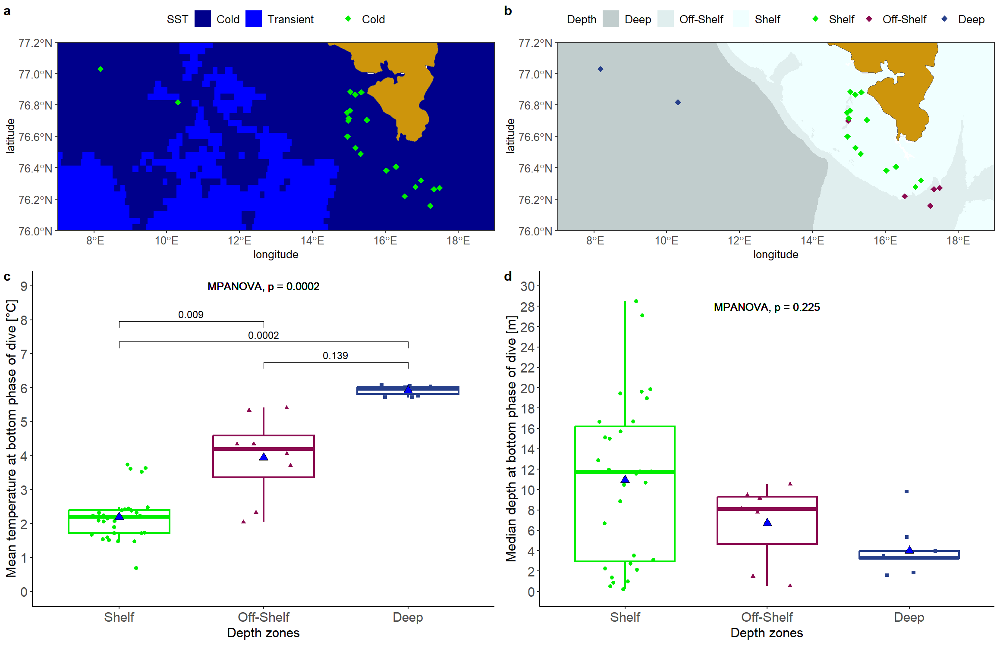 a
SST Cold Transient Cold
77.2°N
77.0°N
76.8°N
76.6°N
76.4°N
76.2°N
76.0°N
latitude
8°E 10°E 12°E 14°E 16°E 18°E
longitude
b
Depth Deep Off-Shelf Shelf Shelf Off-Shelf Deep
77.2°N
77.0°N
76.8°N
76.6°N
76.4°N
76.2°N
76.0°N
latitude
8°E 10°E 12°E 14°E 16°E 18°E
longitude
c
MPANOVA, p = 0.0002
0.009
0.0002
0.139
9
8
7
6
5
4
3
2
1
0
Mean temperature at bottom phase of dive [°C]
Shelf Off-Shelf Deep
Depth zones
d
MPANOVA, p = 0.225
30
28
26
24
22
20
18
16
14
12
10
8
6
4
2
0
Median depth at bottom phase of dive [m]
Shelf Off-Shelf Deep
Depth zones